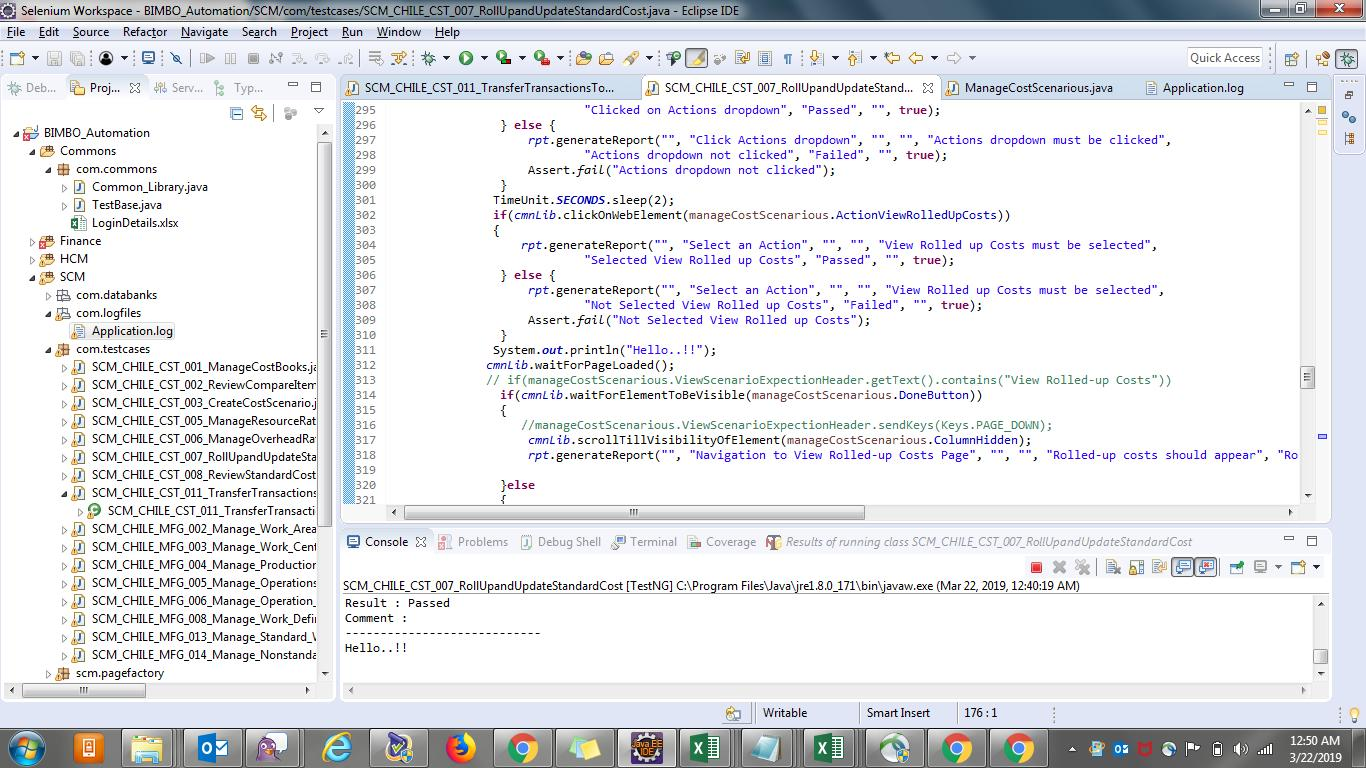 Selenium Workspace - BIMBO_Automation/SCM/com/testcases/SCM_CHILE_CST_007_RollUpandUpdateStandardCost.java - Eclipse IDE
File Edit Source Refactor Navigate Search Project Run Window Help
Quick Access
Deb... Proj... Serv... Typ...
SCM_CHILE_CST_011_TransferTransactionsTo... SCM_CHILE_CST_007_RollUpandUpdateStand... ManageCostScenarious.java Application.log
BIMBO_Automation
Commons
com.commons
Common_Library.java
TestBase.java
LoginDetails.xlsx
Finance
HCM
SCM
com.databanks
com.logfiles
Application.log
com.testcases
SCM_CHILE_CST_001_ManageCostBooks.ja
SCM_CHILE_CST_002_ReviewCompareItem
SCM_CHILE_CST_003_CreateCostScenario.j
SCM_CHILE_CST_005_ManageResourceRat
SCM_CHILE_CST_006_ManageOverheadRa
SCM_CHILE_CST_007_RollUpandUpdateSta
SCM_CHILE_CST_008_ReviewStandardCost
SCM_CHILE_CST_011_TransferTransactions
SCM_CHILE_CST_011_TransferTransacti
SCM_CHILE_MFG_002_Manage_Work_Area
SCM_CHILE_MFG_003_Manage_Work_Cent
SCM_CHILE_MFG_004_Manage_Production
SCM_CHILE_MFG_005_Manage_Operations
SCM_CHILE_MFG_006_Manage_Operation_
SCM_CHILE_MFG_008_Manage_Work_Defi
SCM_CHILE_MFG_013_Manage_Standard_W
SCM_CHILE_MFG_014_Manage_Nonstanda
scm.pagefactory
295 "Clicked on Actions dropdown", "Passed", "", true);
296 } else {
297 rpt.generateReport("", "Click Actions dropdown", "", "", "Actions dropdown must be clicked",
298 "Actions dropdown not clicked", "Failed", "", true);
299 Assert.fail("Actions dropdown not clicked");
300 }
301 TimeUnit.SECONDS.sleep(2);
302 if(cmnLib.clickOnWebElement(manageCostScenarious.ActionViewRolledUpCosts))
303 {
304 rpt.generateReport("", "Select an Action", "", "", "View Rolled up Costs must be selected",
305 "Selected View Rolled up Costs", "Passed", "", true);
306 } else {
307 rpt.generateReport("", "Select an Action", "", "", "View Rolled up Costs must be selected",
308 "Not Selected View Rolled up Costs", "Failed", "", true);
309 Assert.fail("Not Selected View Rolled up Costs");
310 }
311 System.out.println("Hello..!!");
312 cmnLib.waitForPageLoaded();
313 // if(manageCostScenarious.ViewScenarioExpectionHeader.getText().contains("View Rolled-up Costs"))
314 if(cmnLib.waitForElementToBeVisible(manageCostScenarious.DoneButton))
315 {
316 //manageCostScenarious.ViewScenarioExpectionHeader.sendKeys(Keys.PAGE_DOWN);
317 cmnLib.scrollTillVisibilityOfElement(manageCostScenarious.ColumnHidden);
318 rpt.generateReport("", "Navigation to View Rolled-up Costs Page", "", "", "Rolled-up costs should appear", "Ro
319
320 }else
321 {
Console Problems Debug Shell Terminal Coverage Results of running class SCM_CHILE_CST_007_RollUpandUpdateStandardCost
SCM_CHILE_CST_007_RollUpandUpdateStandardCost [TestNG] C:\Program Files\Java\jre1.8.0_171\bin\javaw.exe (Mar 22, 2019, 12:40:19 AM)
Result : Passed
Comment :
----------------------------
Hello..!!
Writable Smart Insert 176 : 1
Java EE
IDE
12:50 AM
3/22/2019